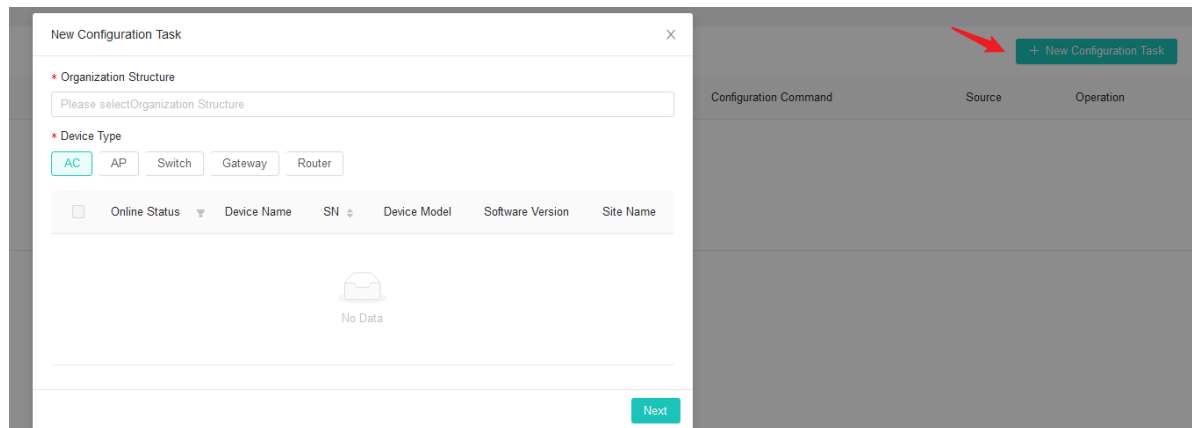 New Configuration Task
+ New Configuration Task
* Organization Structure
Please selectOrganization Structure
Configuration Command Source Operation
* Device Type
AC AP Switch Gateway Router
Online Status Device Name SN Device Model Software Version Site Name
No Data
Next